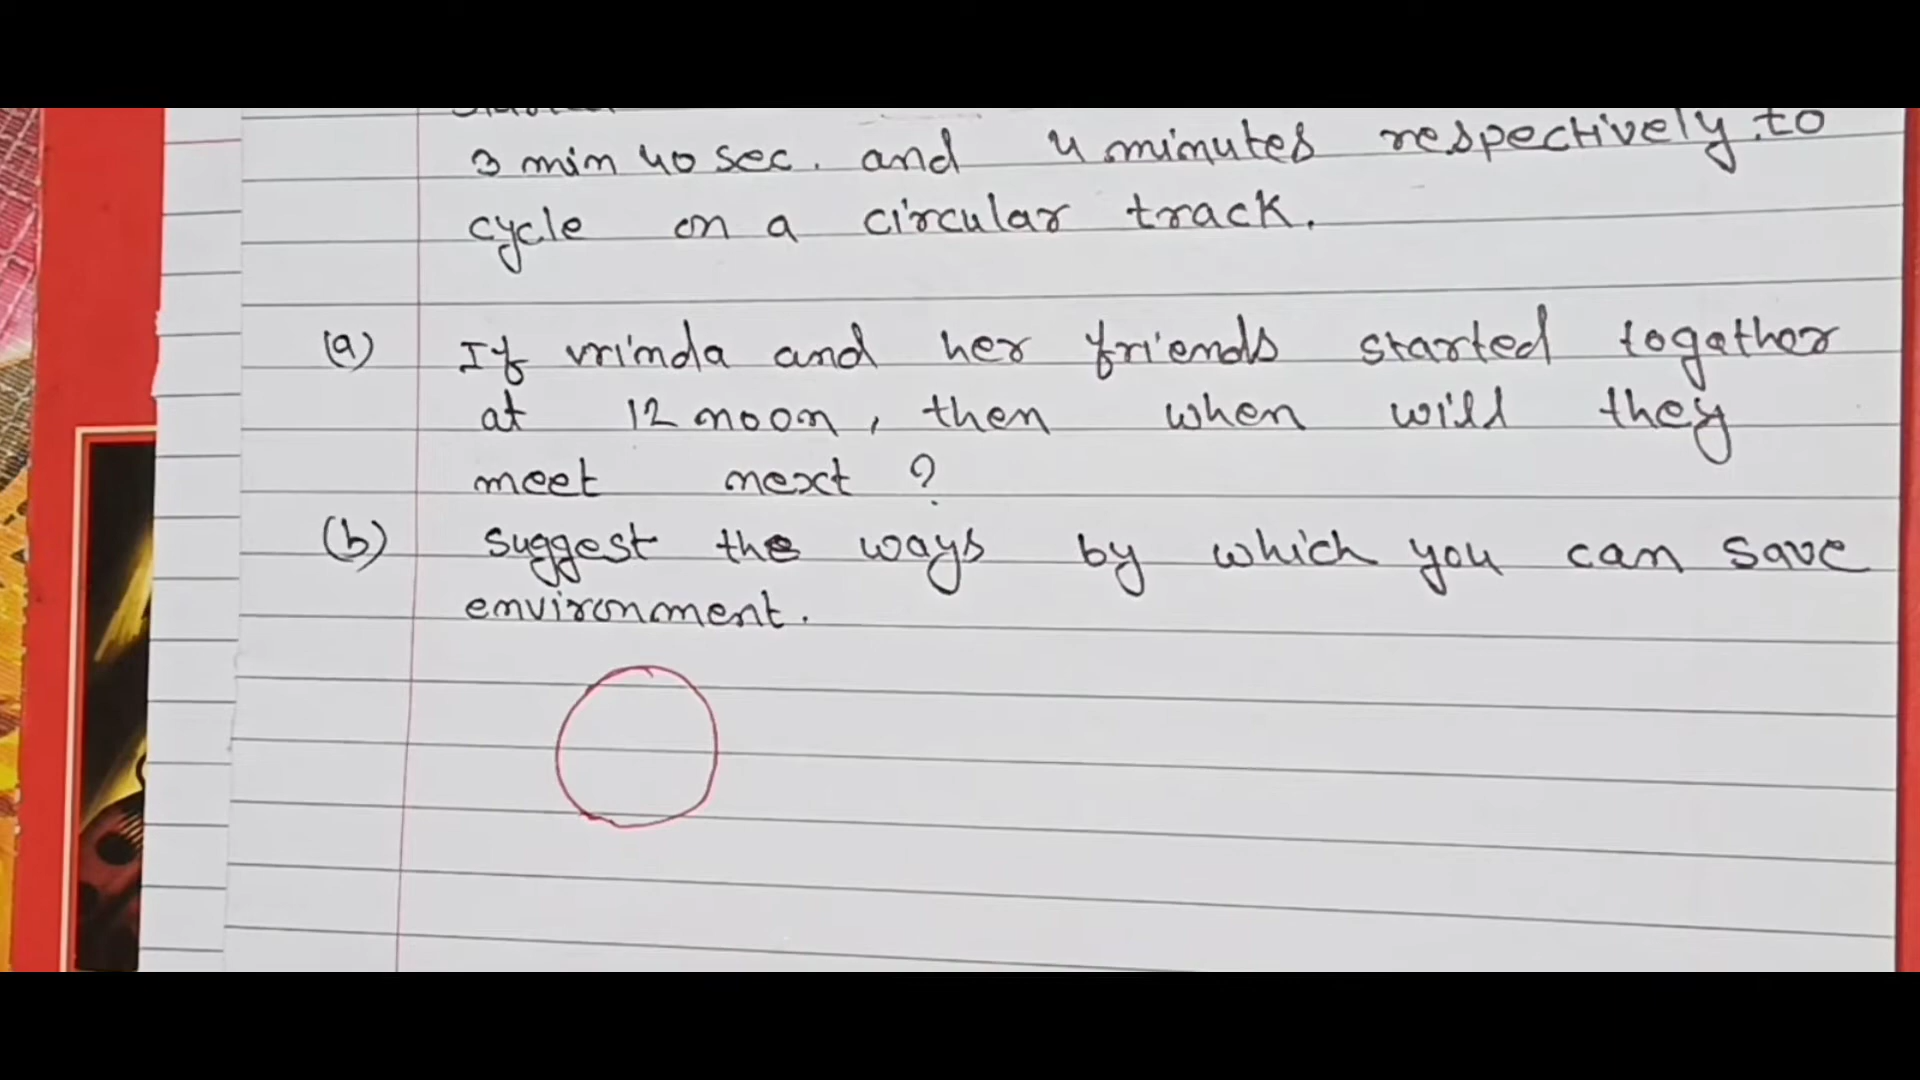 3 min 40 sec. and 4 minutes respectively to
cycle on a circular track.
(a) If vrinda and her friends started togather
at 12 noon, then when will they
meet next ?
(b) suggest the ways by which you can save
environment.